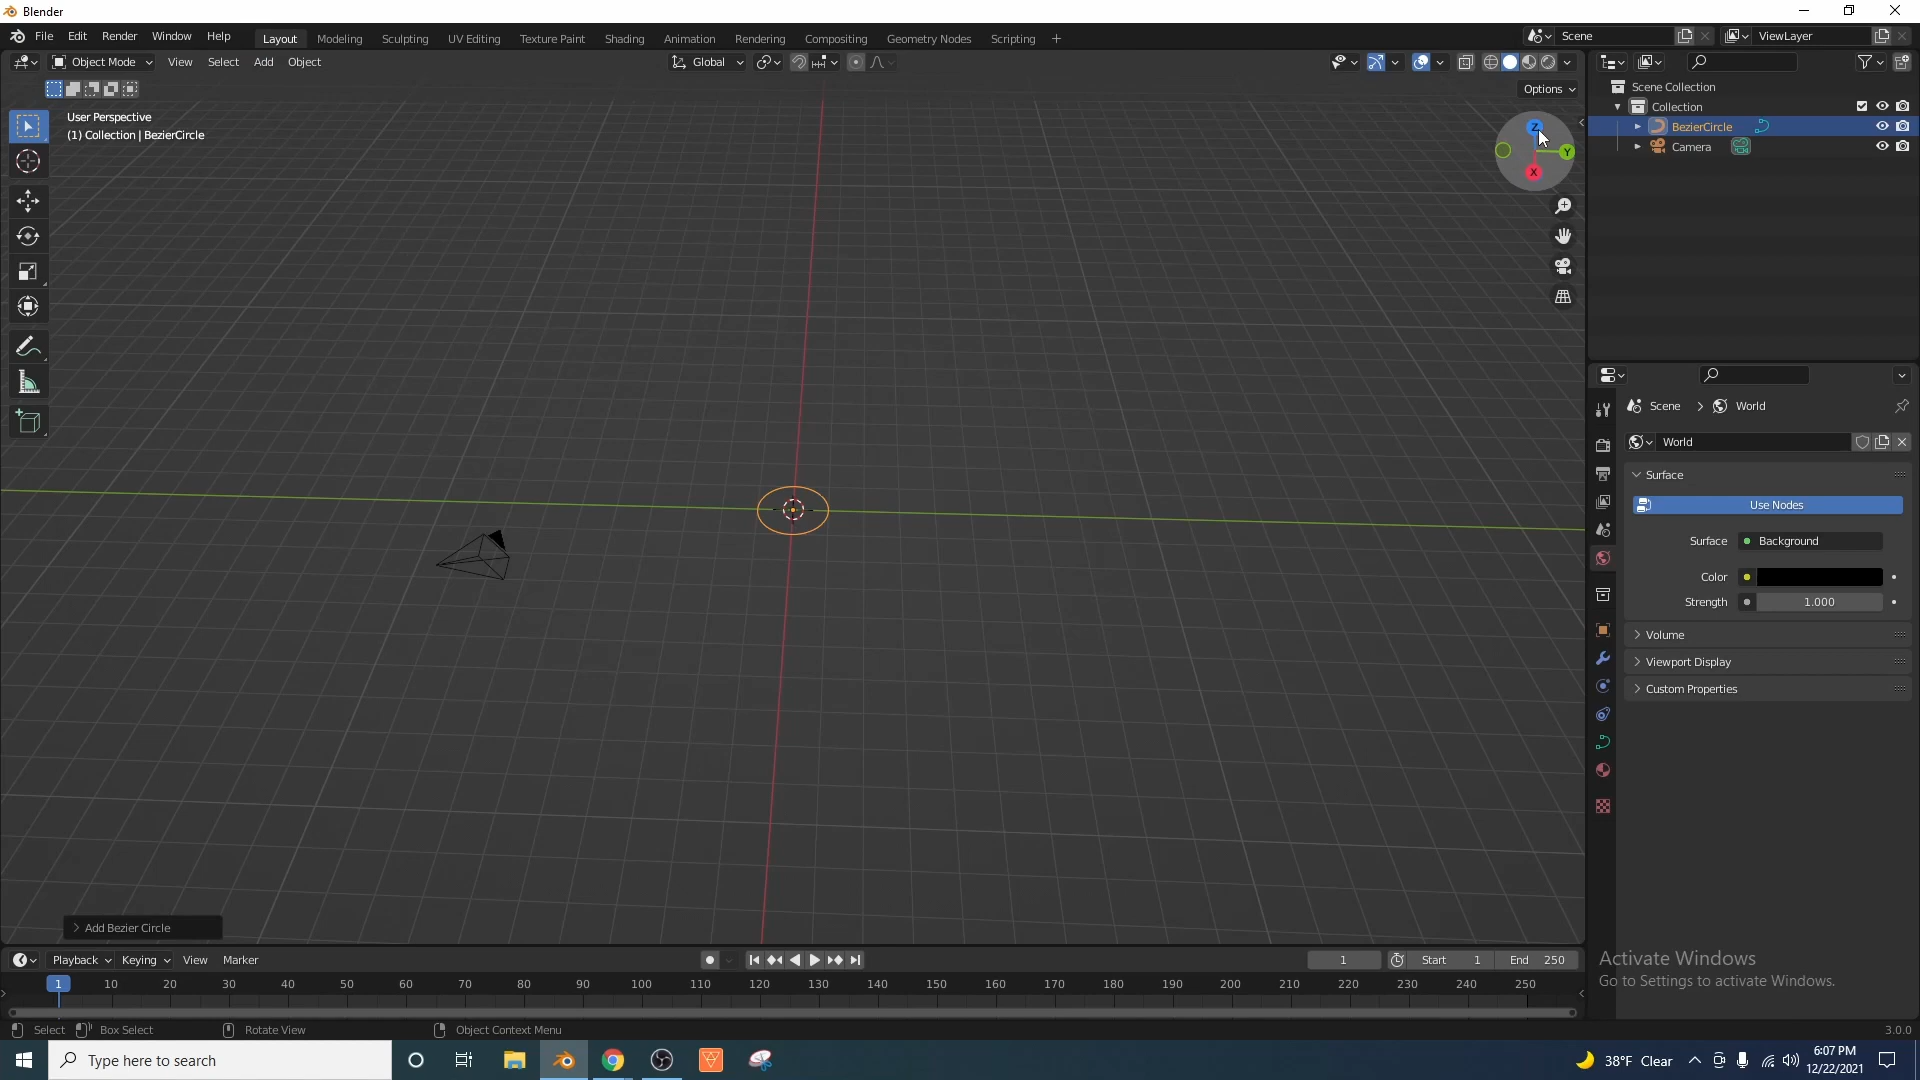 Blender
File Edit Render Window Help
Layout Modeling Sculpting UV Editing Texture Paint Shading Animation Rendering Compositing Geometry Nodes Scripting +
Scene
ViewLayer
Object Mode View Select Add Object
Global
Options
User Perspective
(1) Collection | BezierCircle
Z
Y
X
Scene Collection
Collection
BezierCircle
Camera
Scene > World
World
Surface
Use Nodes
Surface Background
Color
Strength 1.000
Volume
Viewport Display
Custom Properties
> Add Bezier Circle
Playback Keying View Marker
1 Start 1 End 250
1 10 20 30 40 50 60 70 80 90 100 110 120 130 140 150 160 170 180 190 200 210 220 230 240 250
Activate Windows
Go to Settings to activate Windows.
Select Box Select Rotate View Object Context Menu
3.0.0
Type here to search
38°F Clear
6:07 PM
12/22/2021